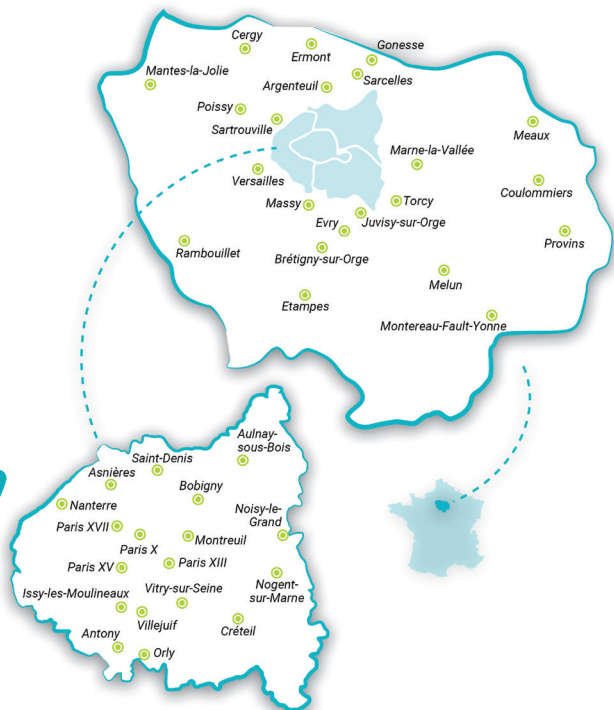 Cergy
Ermont
Gonesse
Mantes-la-Jolie
Argenteuil
Sarcelles
Poissy
Sartrouville
Meaux
Marne-la-Vallée
Versailles
Coulommiers
Massy
Torcy
Evry
Juvisy-sur-Orge
Rambouillet
Brétigny-sur-Orge
Provins
Melun
Etampes
Montereau-Fault-Yonne
Aulnay-
sous-Bois
Saint-Denis
Asnières
Bobigny
Nanterre
Noisy-le-
Grand
Paris XVII
Paris X
Montreuil
Paris XV
Paris XIII
Issy-les-Moulineaux
Vitry-sur-Seine
Nogent-
sur-Marne
Villejuif
Créteil
Antony
Orly